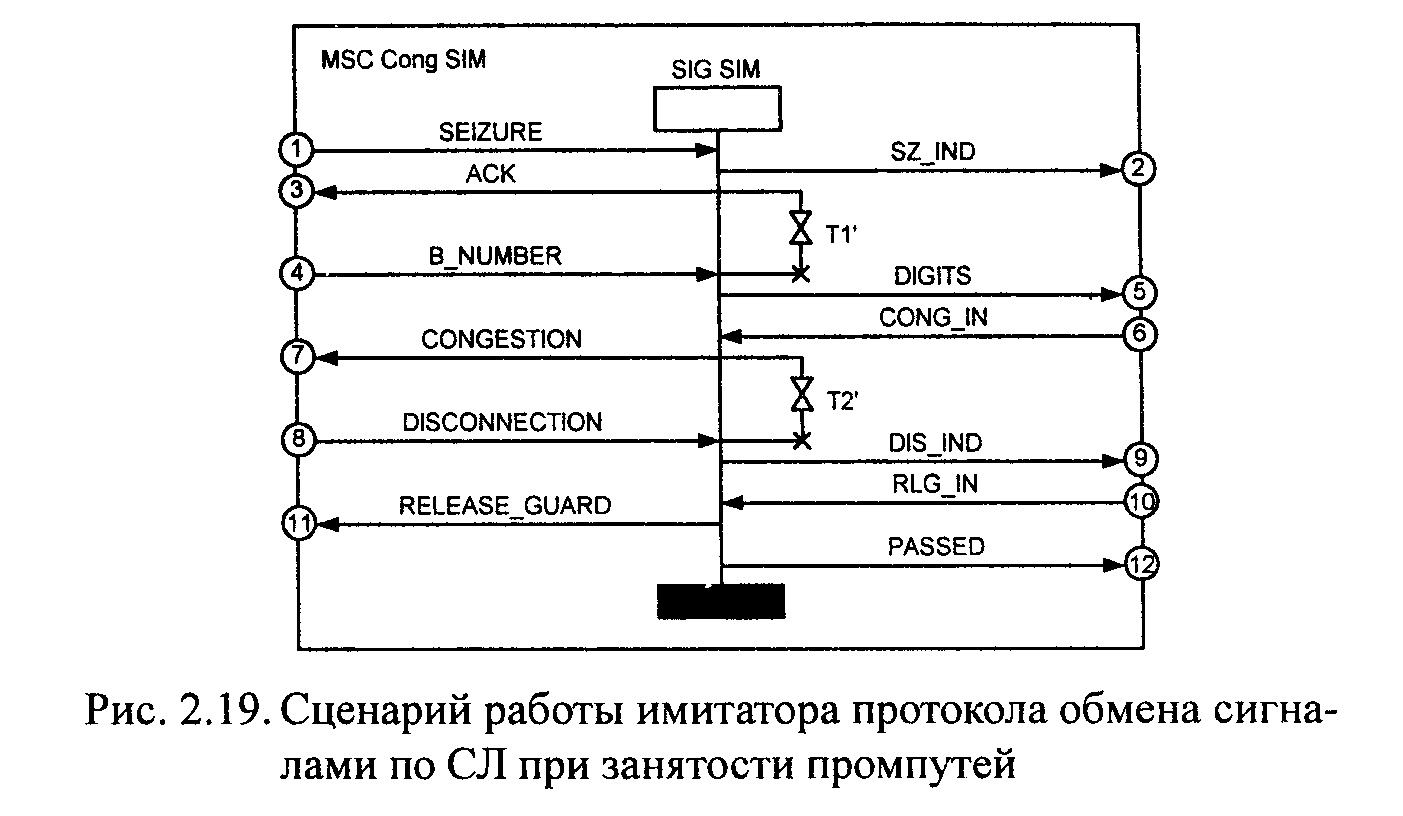 MSC Cong SIM
SIG SIM
1 SEIZURE
SZ_IND 2
3 ACK
T1'
4 B_NUMBER
DIGITS 5
CONG_IN 6
7 CONGESTION
T2'
8 DISCONNECTION
DIS_IND 9
RLG_IN 10
11 RELEASE_GUARD
PASSED 12
Рис. 2.19. Сценарий работы имитатора протокола обмена сигна-
лами по СЛ при занятости промпутей